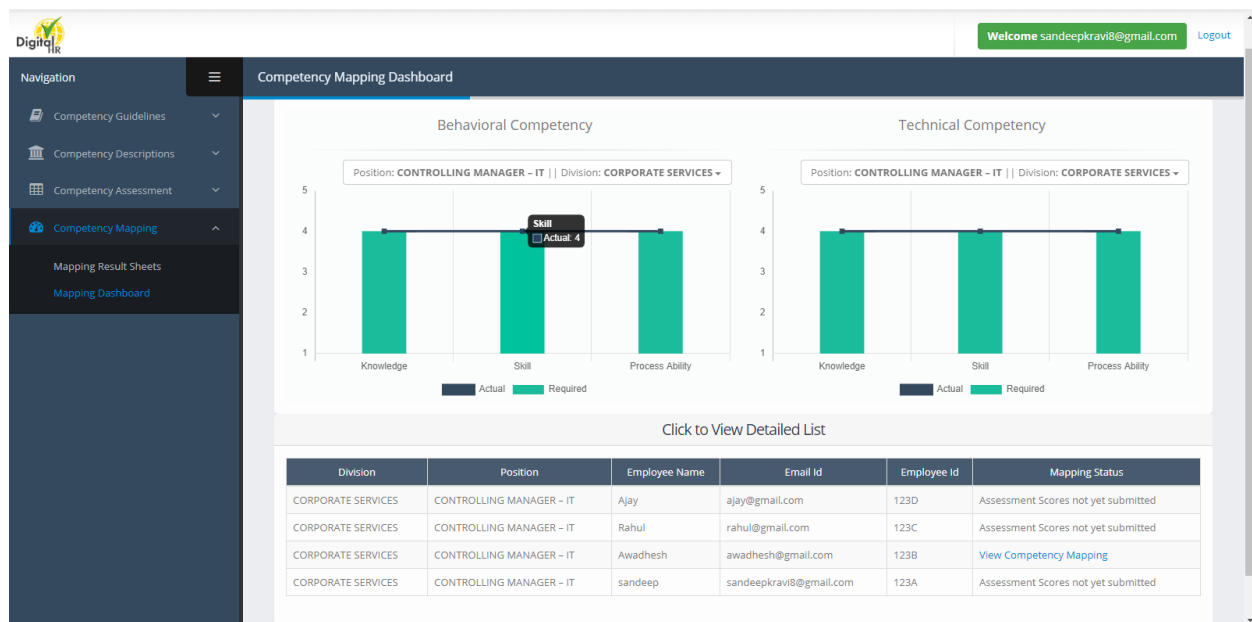 Digital
HR
Welcome sandeepkravi8@gmail.com
Logout
Navigation
Competency Mapping Dashboard
Competency Guidelines
Competency Descriptions
Competency Assessment
Competency Mapping
Mapping Result Sheets
Mapping Dashboard
Behavioral Competency
Position: CONTROLLING MANAGER – IT || Division: CORPORATE SERVICES
5
4
3
2
1
Skill
Actual: 4
Knowledge Skill Process Ability
Actual Required
Technical Competency
Position: CONTROLLING MANAGER – IT || Division: CORPORATE SERVICES
5
4
3
2
1
Knowledge Skill Process Ability
Actual Required
Click to View Detailed List
Division Position Employee Name Email Id Employee Id Mapping Status
CORPORATE SERVICES CONTROLLING MANAGER – IT Ajay ajay@gmail.com 123D Assessment Scores not yet submitted
CORPORATE SERVICES CONTROLLING MANAGER – IT Rahul rahul@gmail.com 123C Assessment Scores not yet submitted
CORPORATE SERVICES CONTROLLING MANAGER – IT Awadhesh awadhesh@gmail.com 123B View Competency Mapping
CORPORATE SERVICES CONTROLLING MANAGER – IT sandeep sandeepkravi8@gmail.com 123A Assessment Scores not yet submitted